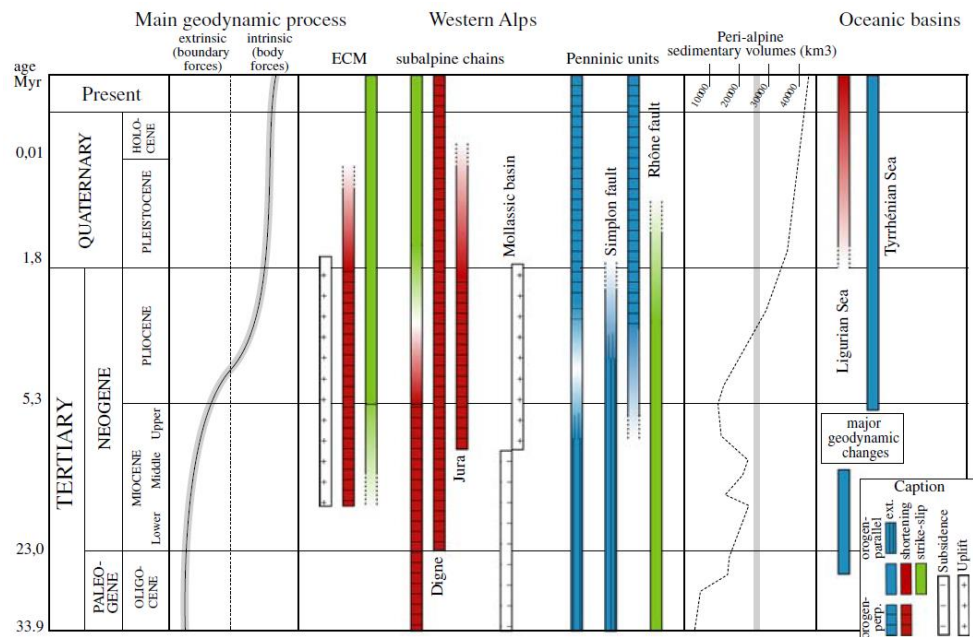 Main geodynamic process
Western Alps
Oceanic basins
extrinsic
(boundary
forces)
intrinsic
(body
forces)
ECM
subalpine chains
Penninic units
Peri-alpine
sedimentary volumes (km3)
age
Myr
10000
20000
30000
40000
Present
QUATERNARY
HOLO-
CENE
0,01
PLEISTOCENE
1.8
TERTIARY
NEOGENE
PLIOCENE
5,3
MIOCENE
Upper
Middle
Lower
23.0
PALEO-
GENE
OLIGO-
CENE
33.9
Digne
Jura
Mollassic basin
Simplon fault
Rhône fault
Ligurian Sea
Tyrrhénian Sea
major
geodynamic
changes
Caption
orogen-
parallel
ext.
shortening
strike-slip
orogen-
perp.
Subsidence
Uplift